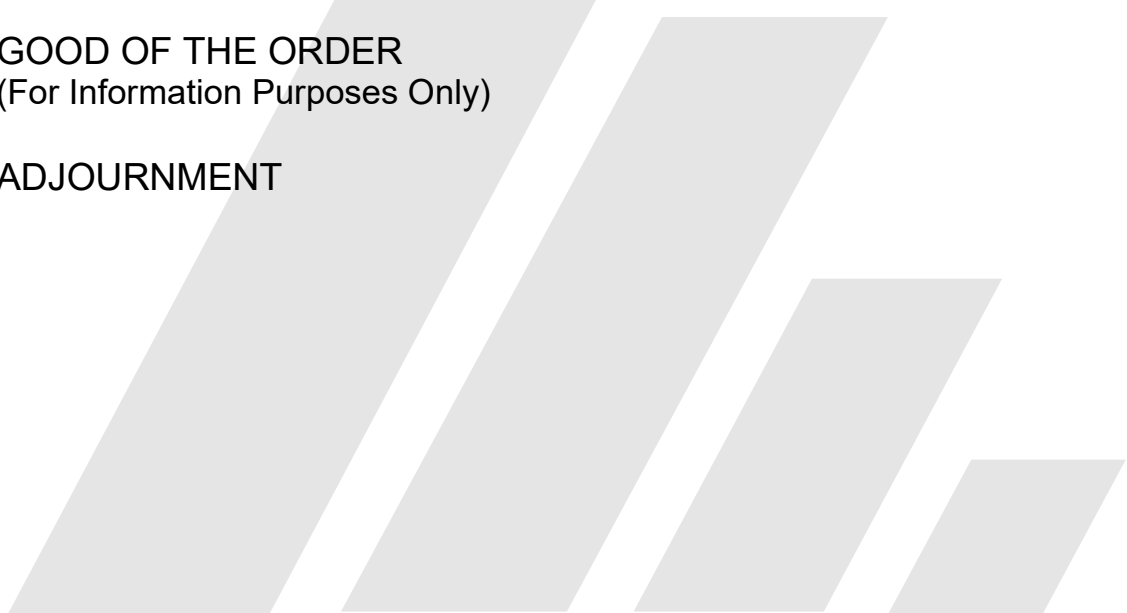 GOOD OF THE ORDER
(For Information Purposes Only)
ADJOURNMENT